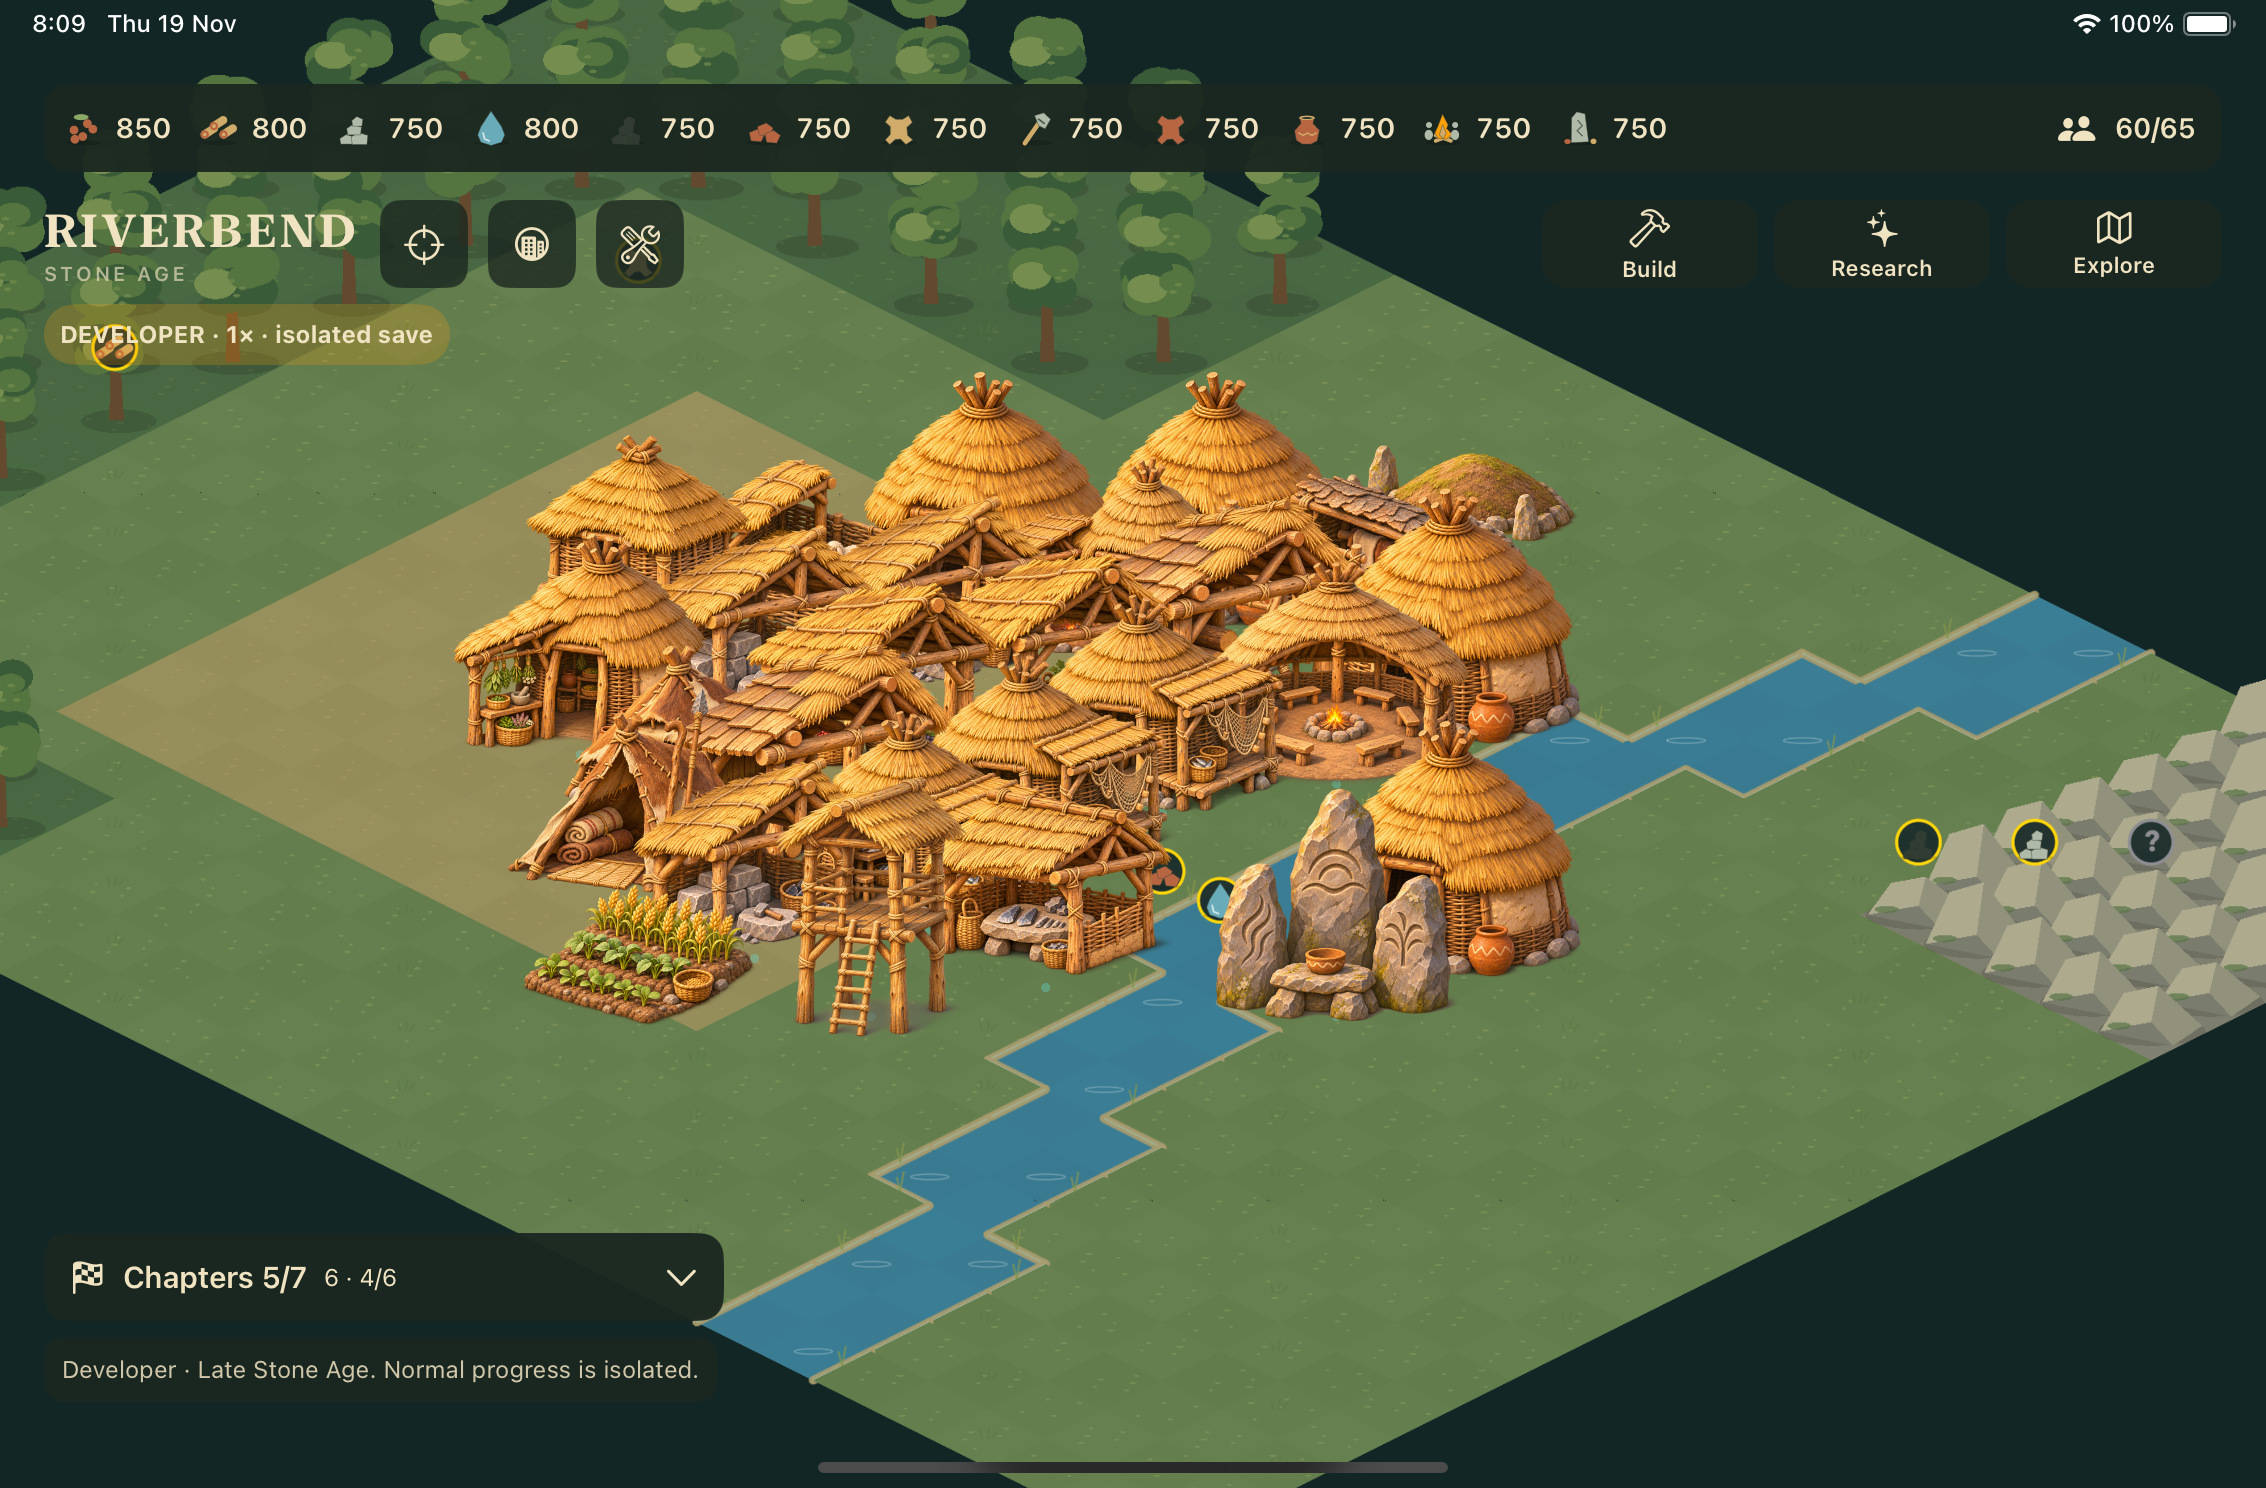 8:09 Thu 19 Nov 100%
850 800 750 800 750 750 750 750 750 750 750 750 60/65
RIVERBEND
STONE AGE
Build Research Explore
DEVELOPER · 1× · isolated save
?
Chapters 5/7 6 · 4/6
Developer · Late Stone Age. Normal progress is isolated.